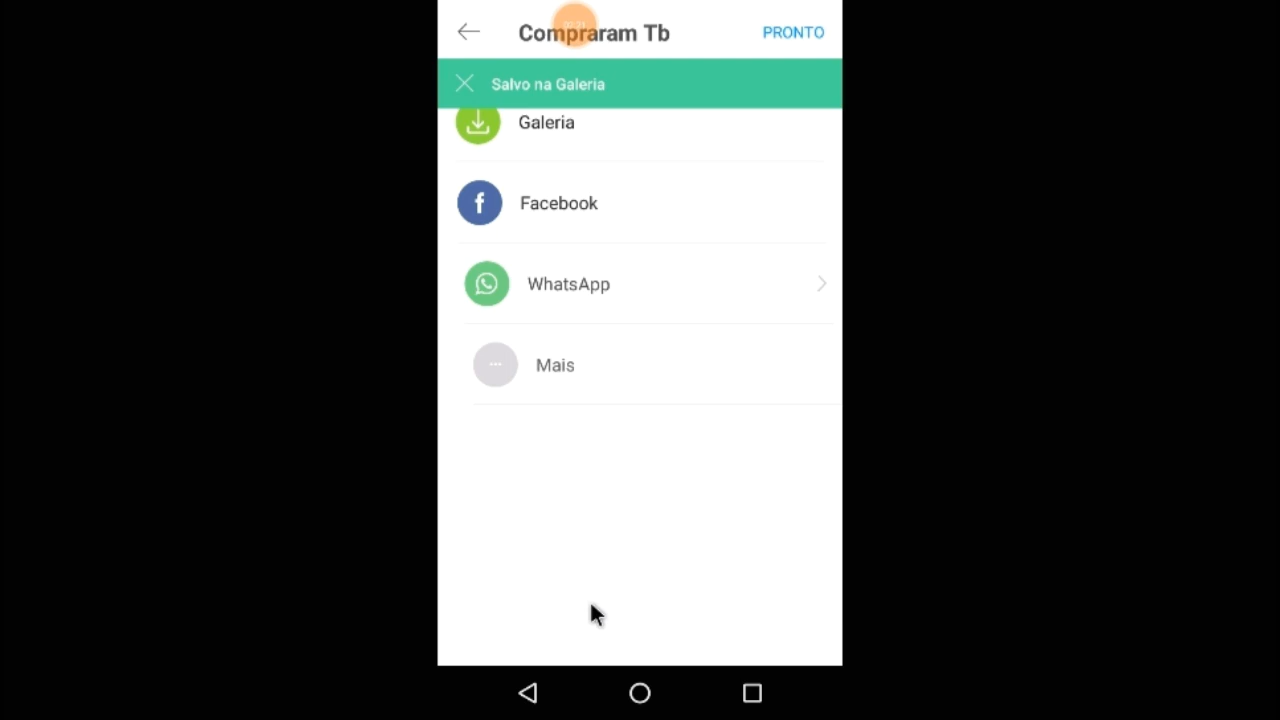 Compraram Tb
PRONTO
Salvo na Galeria
Galeria
Facebook
WhatsApp
Mais